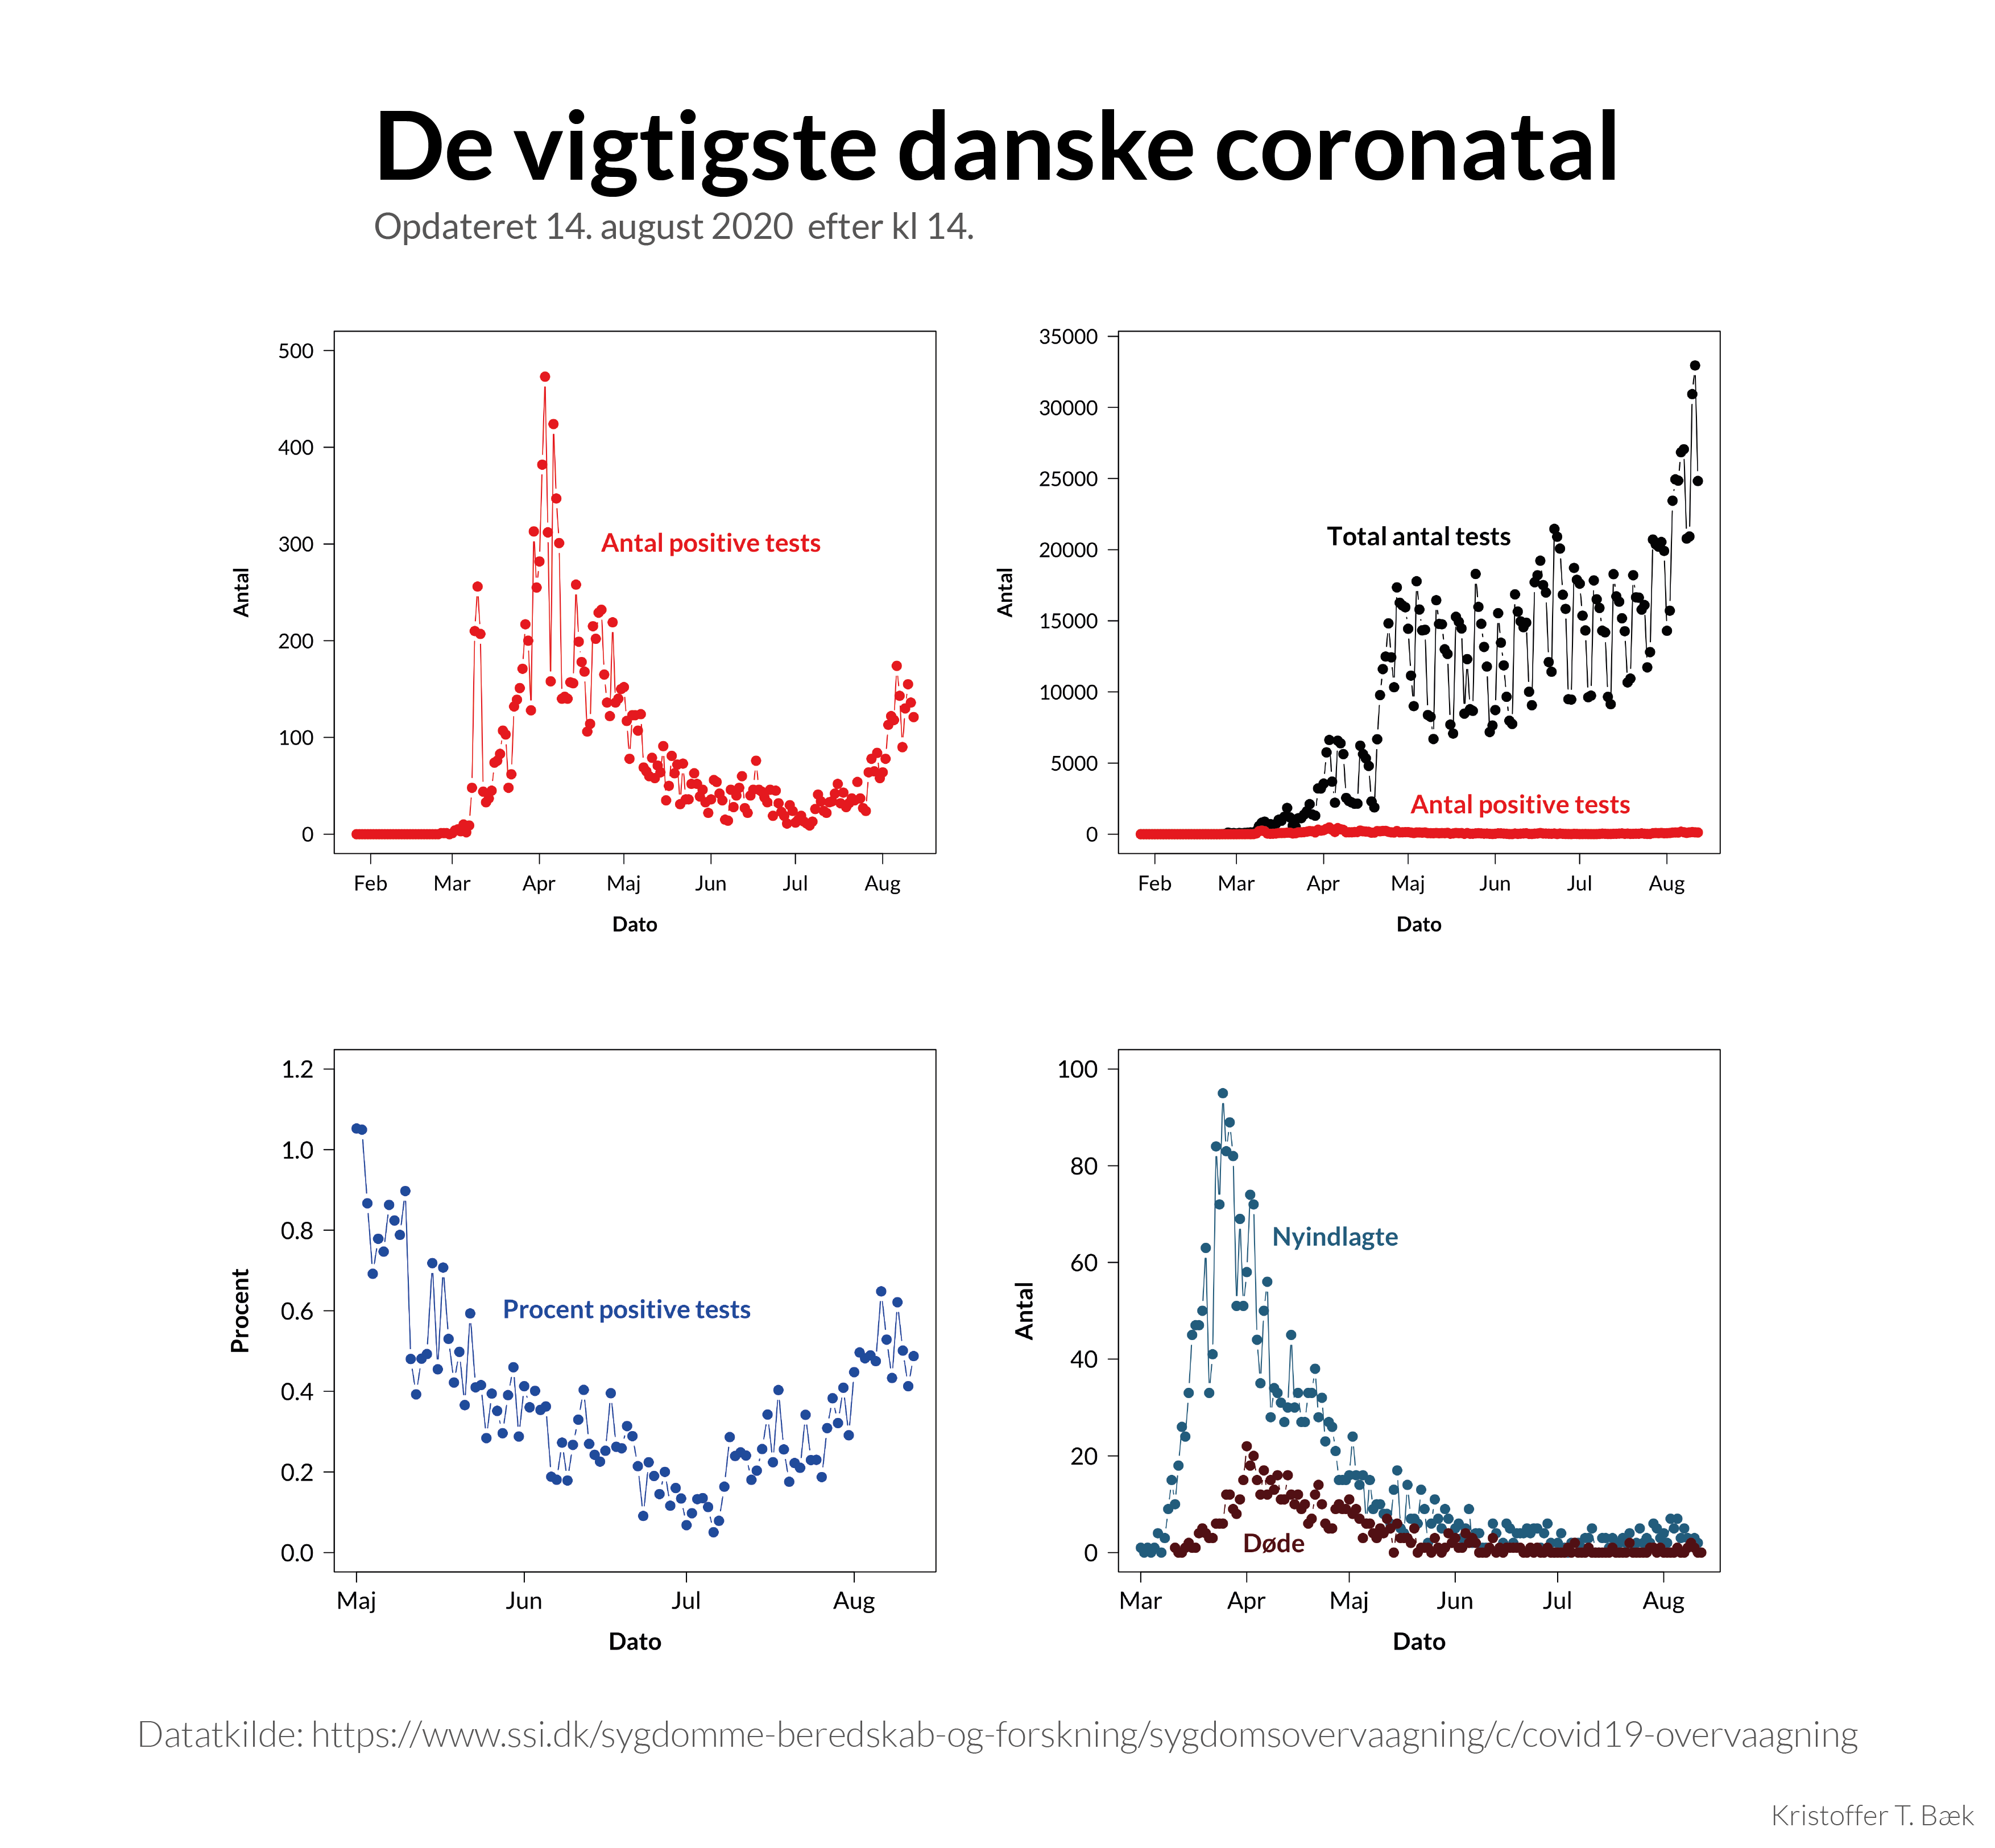 De vigtigste danske coronatal
Opdateret 14. august 2020 efter kl 14.
500
400
300
200
100
0
Antal
Antal positive tests
Feb Mar Apr Maj Jun Jul Aug
Dato
35000
30000
25000
20000
15000
10000
5000
0
Antal
Total antal tests
Antal positive tests
Feb Mar Apr Maj Jun Jul Aug
Dato
1.2
1.0
0.8
0.6
0.4
0.2
0.0
Procent
Procent positive tests
Maj Jun Jul Aug
Dato
100
80
60
40
20
0
Antal
Nyindlagte
Døde
Mar Apr Maj Jun Jul Aug
Dato
Datatkilde: https://www.ssi.dk/sygdomme-beredskab-og-forskning/sygdomsovervaagning/c/covid19-overvaagning
Kristoffer T. Bæk